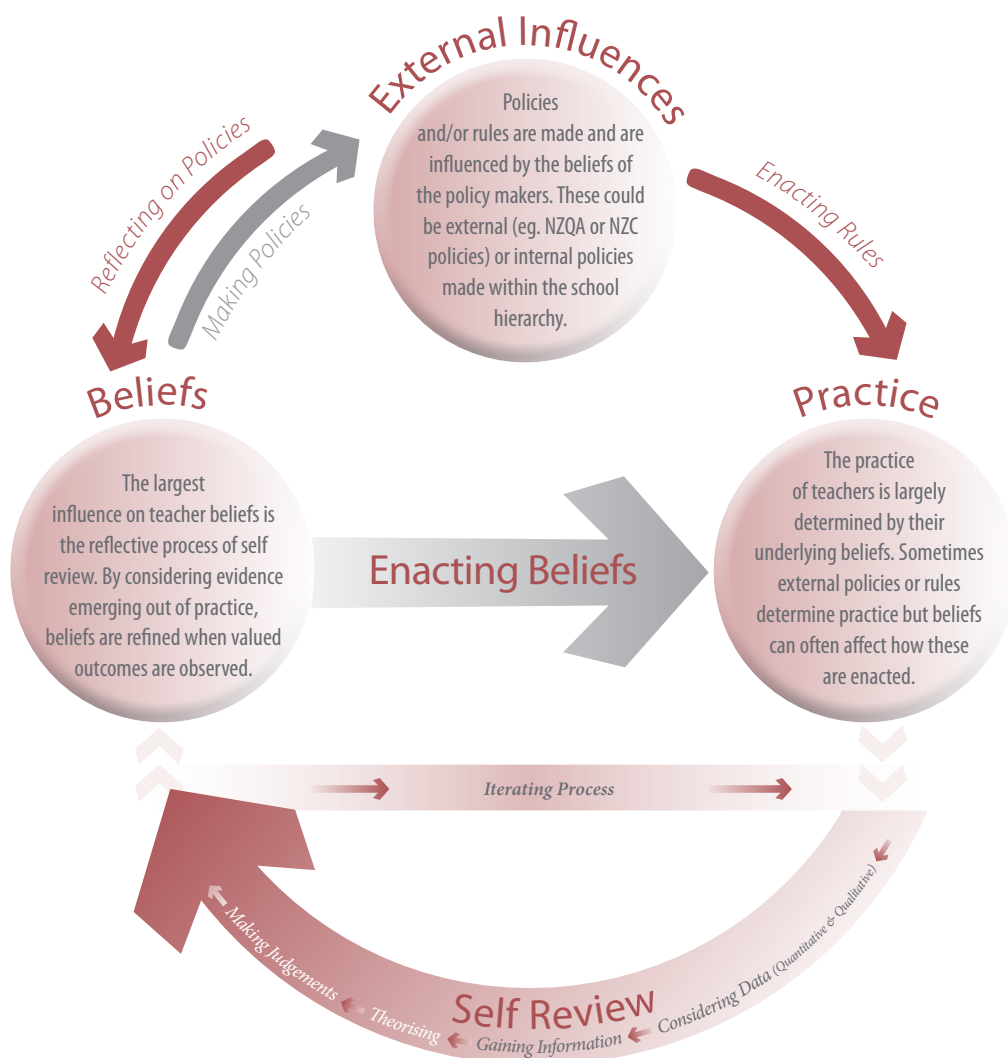 External Influences
Policies
and/or rules are made and are
influenced by the beliefs of
the policy makers. These could
be external (eg. NZQA or NZC
policies) or internal policies
made within the school
hierarchy.
Reflecting on Policies
Making Policies
Enacting Rules
Beliefs
The largest
influence on teacher beliefs is
the reflective process of self
review. By considering evidence
emerging out of practice,
beliefs are refined when valued
outcomes are observed.
Enacting Beliefs
Practice
The practice
of teachers is largely
determined by their
underlying beliefs. Sometimes
external policies or rules
determine practice but beliefs
can often affect how these
are enacted.
Iterating Process
Considering Data (Quantitative & Qualitative)
Gaining Information
Theorising
Making Judgements
Self Review